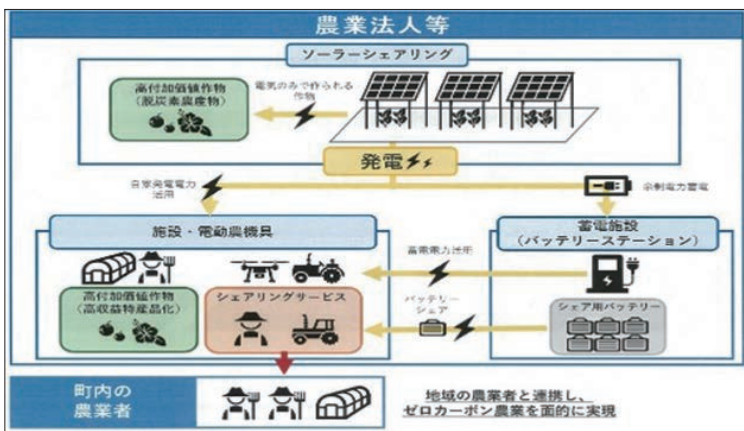 農業法人等
ソーラーシェアリング
高付加価値作物
(脱炭素農産物)
電気のみで作られる
作物
発電
自家発電電力
活用
余剰電力蓄電
施設・電動農機具
蓄電施設
(バッテリーステーション)
蓄電電力活用
高付加価値作物
(高収益特産品化)
シェアリングサービス
バッテリー
シェア
シェア用バッテリー
町内の
農業者
地域の農業者と連携し、
ゼロカーボン農業を面的に実現